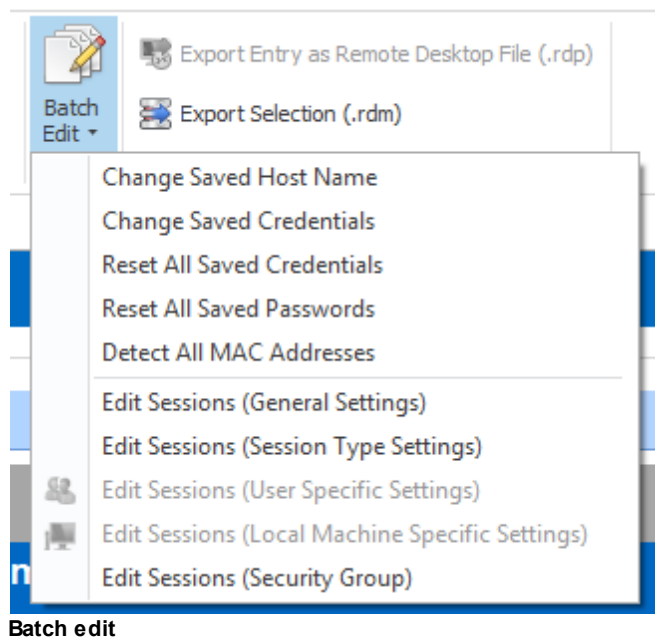 Batch
Edit
Export Entry as Remote Desktop File (.rdp)
Export Selection (.rdm)
Change Saved Host Name
Change Saved Credentials
Reset All Saved Credentials
Reset All Saved Passwords
Detect All MAC Addresses
Edit Sessions (General Settings)
Edit Sessions (Session Type Settings)
Edit Sessions (User Specific Settings)
Edit Sessions (Local Machine Specific Settings)
Edit Sessions (Security Group)
Batch edit